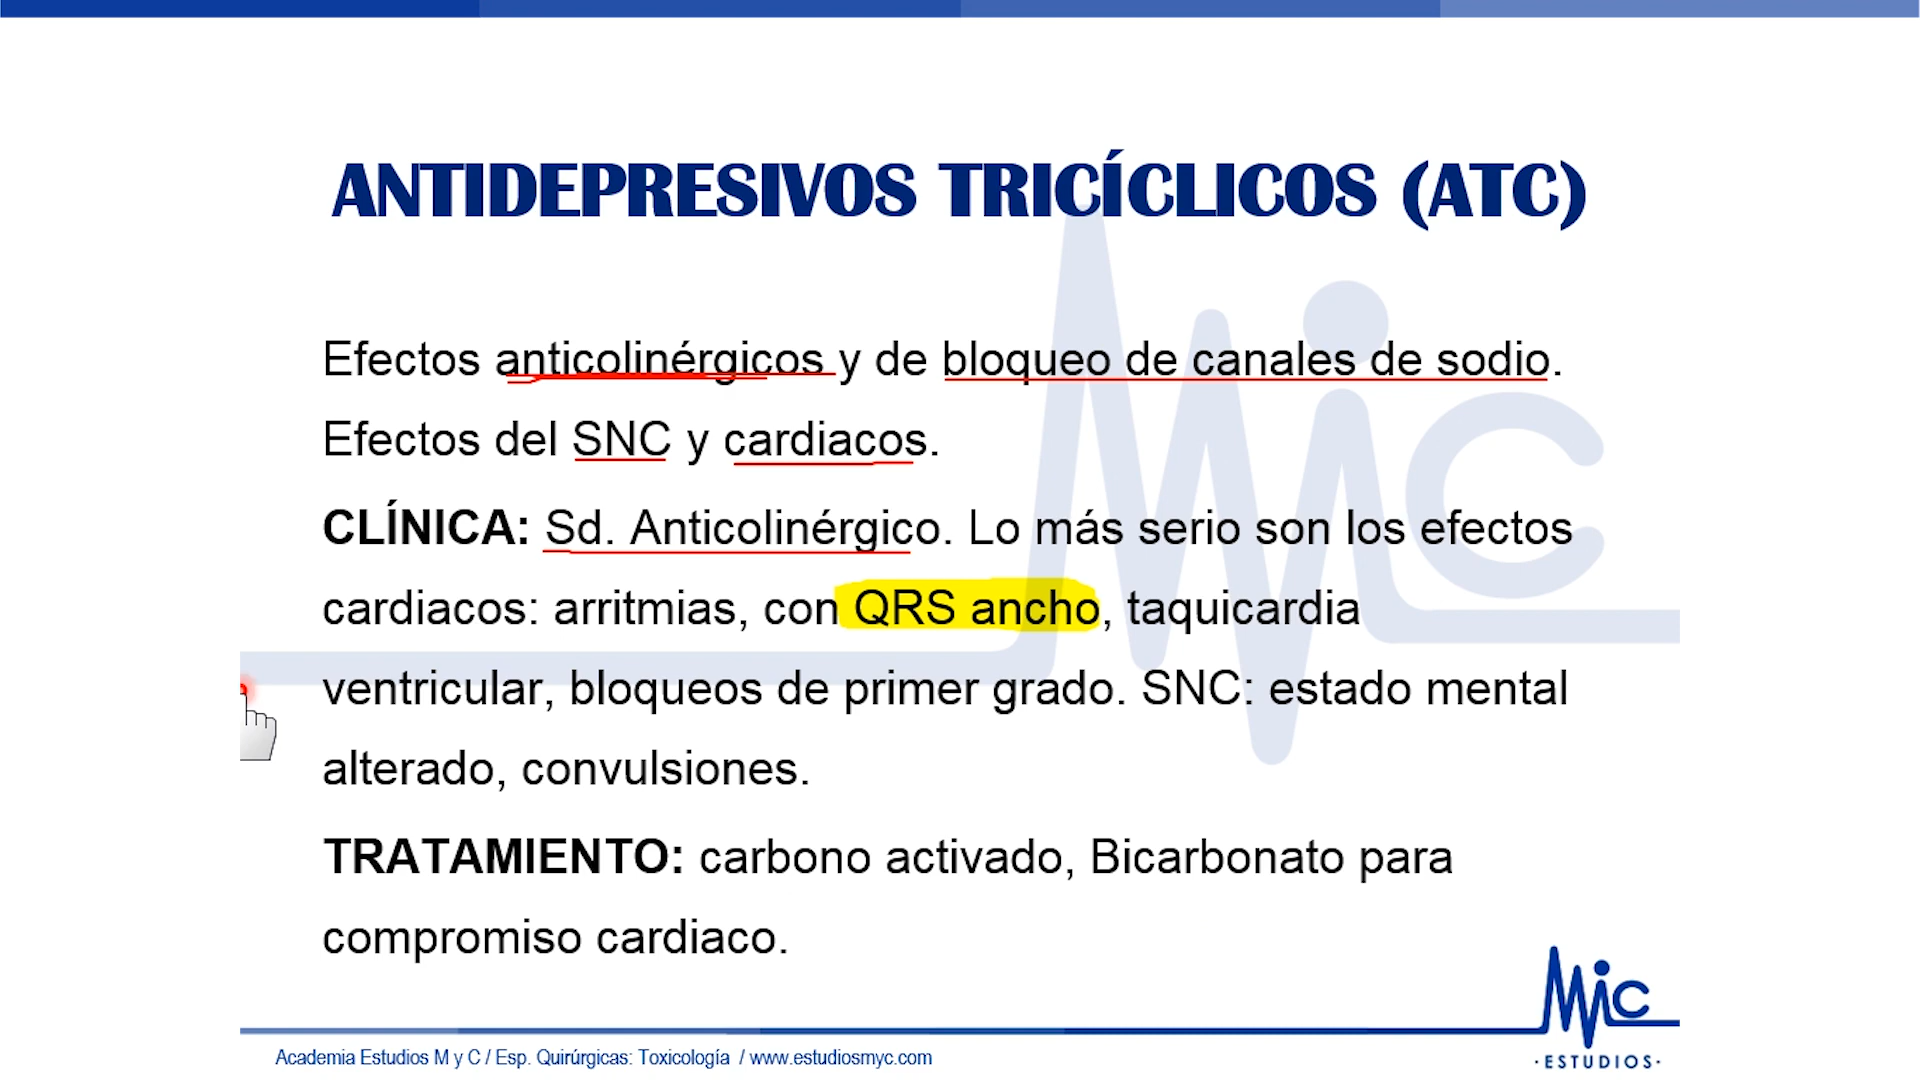 ANTIDEPRESIVOS TRICÍCLICOS (ATC)
Efectos anticolinérgicos y de bloqueo de canales de sodio.
Efectos del SNC y cardiacos.
CLÍNICA: Sd. Anticolinérgico. Lo más serio son los efectos
cardiacos: arritmias, con QRS ancho, taquicardia
ventricular, bloqueos de primer grado. SNC: estado mental
alterado, convulsiones.
TRATAMIENTO: carbono activado, Bicarbonato para
compromiso cardiaco.
MiC
MiC
·ESTUDIOS·
Academia Estudios M y C / Esp. Quirúrgicas: Toxicología / www.estudiosmyc.com